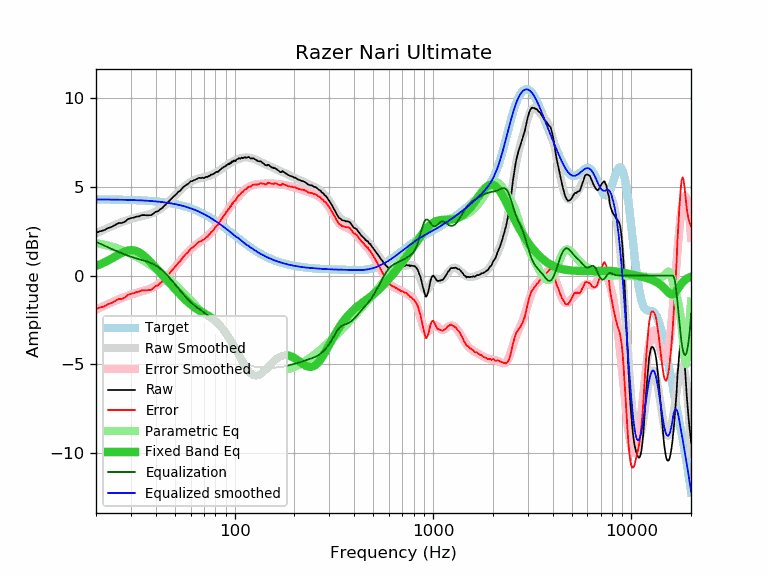 Razer Nari Ultimate
10
5
0
−5
−10
Amplitude (dBr)
Target
Raw Smoothed
Error Smoothed
Raw
Error
Parametric Eq
Fixed Band Eq
Equalization
Equalized smoothed
100
1000
10000
Frequency (Hz)